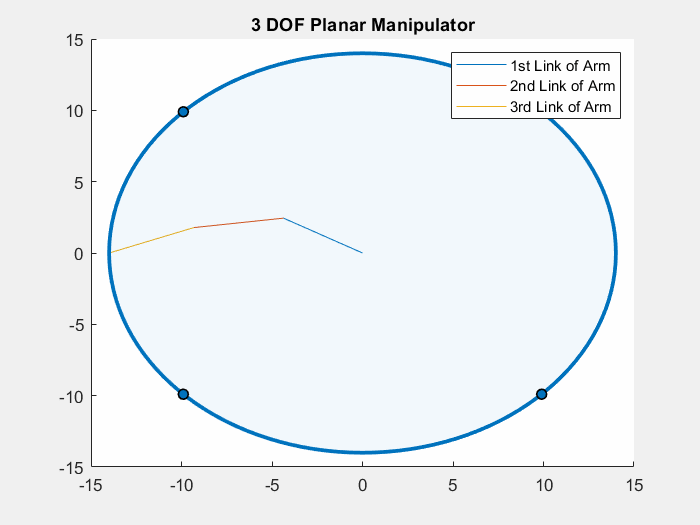 3 DOF Planar Manipulator
15
10
5
0
-5
-10
-15
1st Link of Arm
2nd Link of Arm
3rd Link of Arm
-15 -10 -5 0 5 10 15